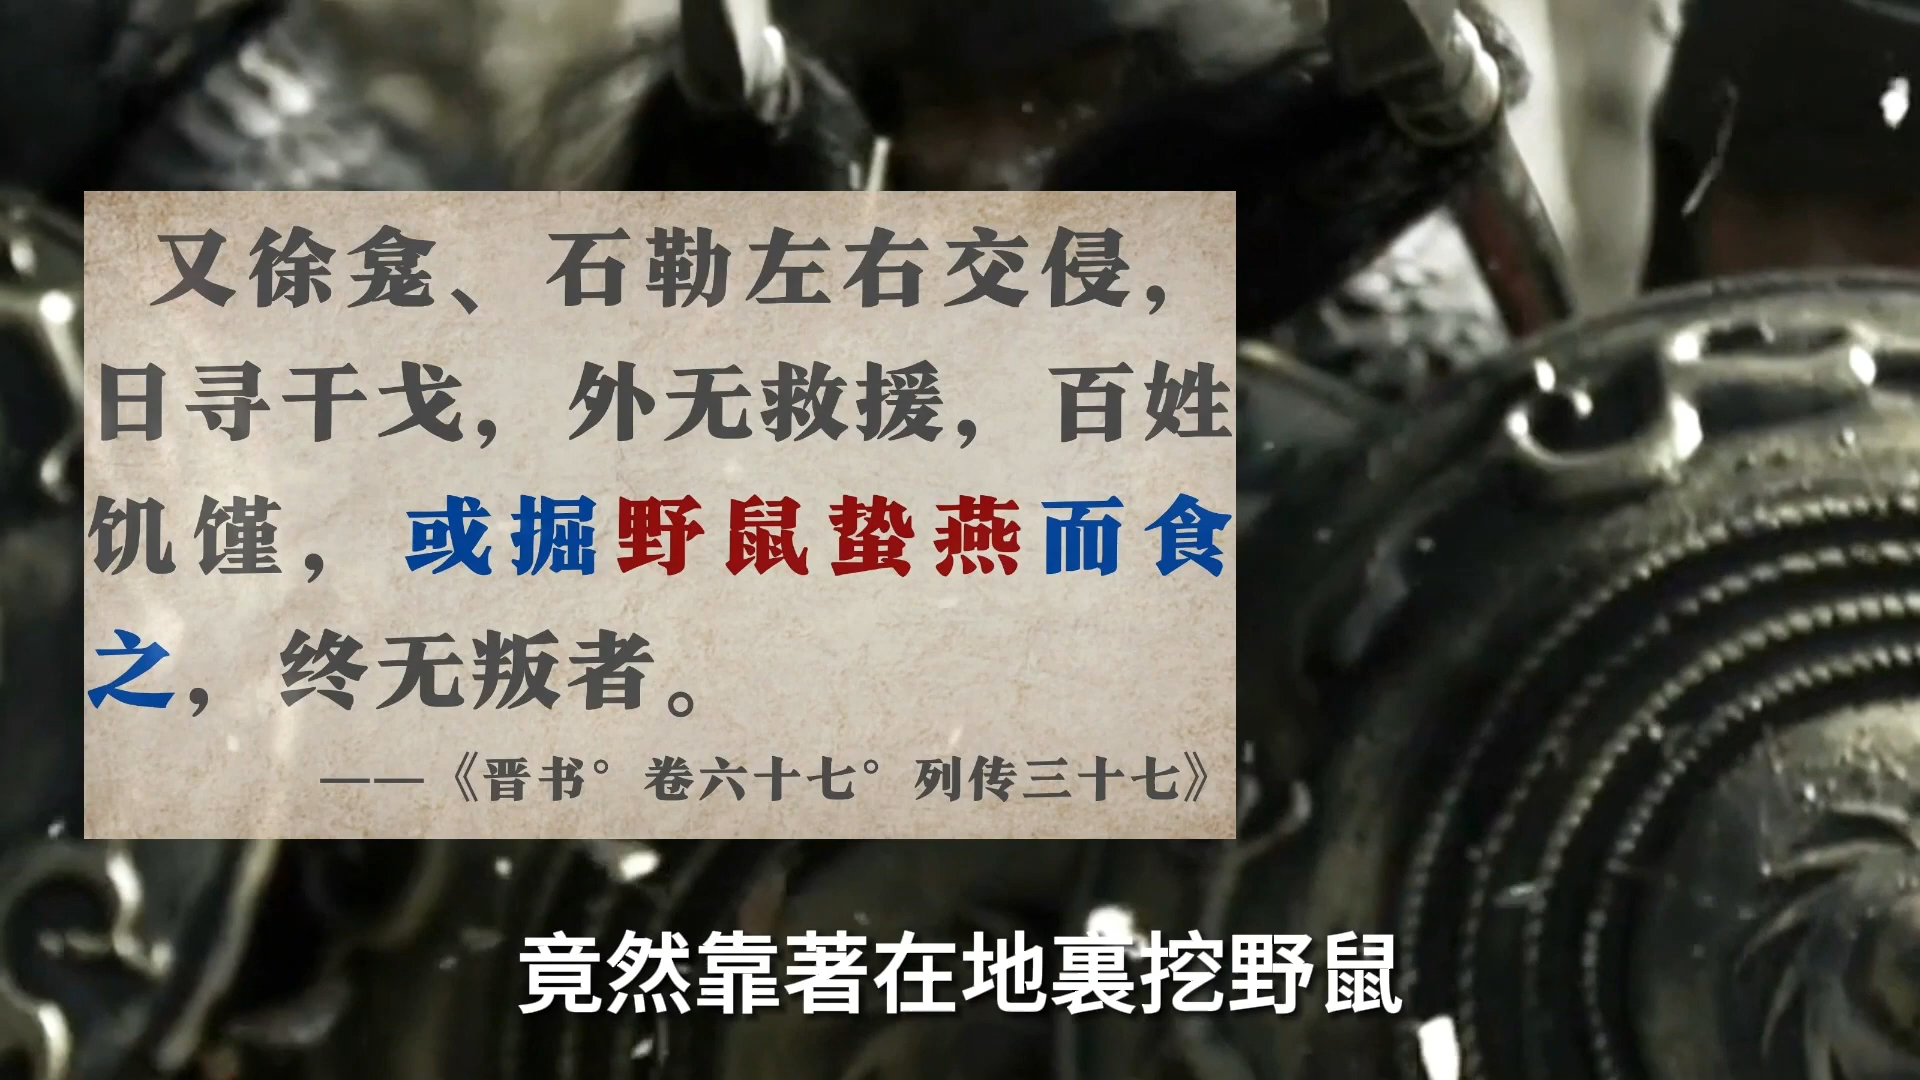 又徐龛、石勒左右交侵，
日寻干戈，外无救援，百姓
饥馑，或掘野鼠蛰燕而食
之，终无叛者。
——《晋书°卷六十七°列传三十七》
竟然靠著在地裏挖野鼠